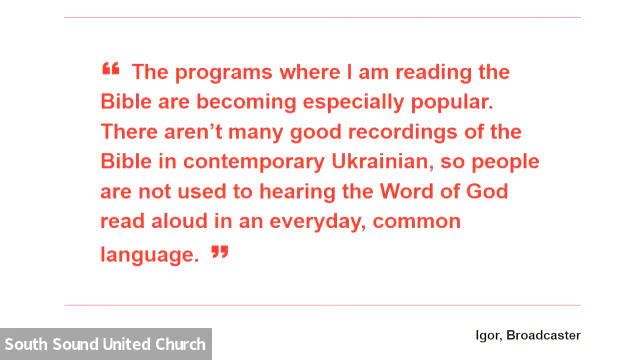 “ The programs where I am reading the
Bible are becoming especially popular.
There aren’t many good recordings of the
Bible in contemporary Ukrainian, so people
are not used to hearing the Word of God
read aloud in an everyday, common
language. ”
Igor, Broadcaster
South Sound United Church